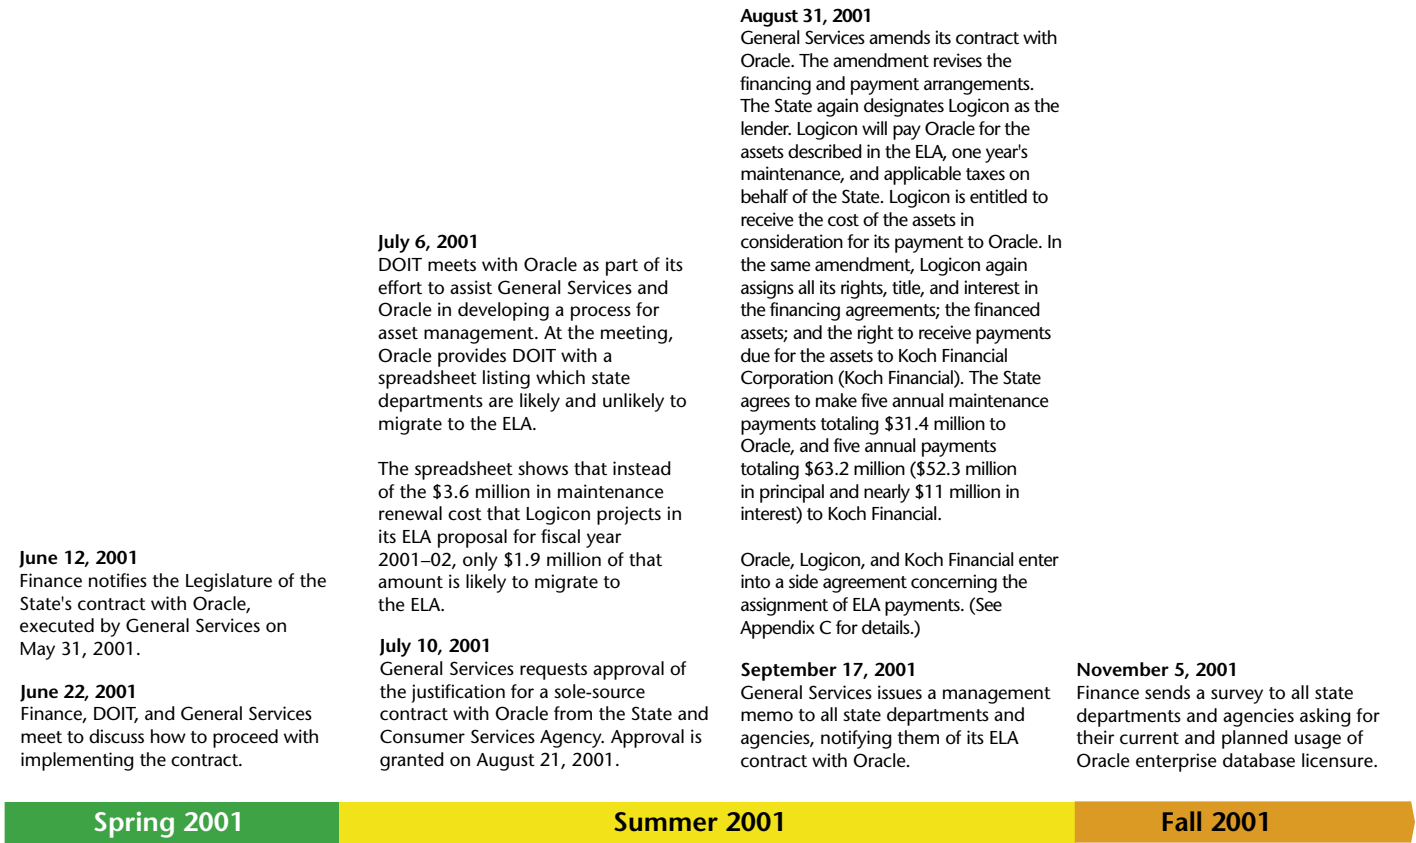 June 12, 2001
Finance notifies the Legislature of the
State's contract with Oracle,
executed by General Services on
May 31, 2001.
June 22, 2001
Finance, DOIT, and General Services
meet to discuss how to proceed with
implementing the contract.
July 6, 2001
DOIT meets with Oracle as part of its
effort to assist General Services and
Oracle in developing a process for
asset management. At the meeting,
Oracle provides DOIT with a
spreadsheet listing which state
departments are likely and unlikely to
migrate to the ELA.
The spreadsheet shows that instead
of the $3.6 million in maintenance
renewal cost that Logicon projects in
its ELA proposal for fiscal year
2001–02, only $1.9 million of that
amount is likely to migrate to
the ELA.
July 10, 2001
General Services requests approval of
the justification for a sole-source
contract with Oracle from the State and
Consumer Services Agency. Approval is
granted on August 21, 2001.
August 31, 2001
General Services amends its contract with
Oracle. The amendment revises the
financing and payment arrangements.
The State again designates Logicon as the
lender. Logicon will pay Oracle for the
assets described in the ELA, one year's
maintenance, and applicable taxes on
behalf of the State. Logicon is entitled to
receive the cost of the assets in
consideration for its payment to Oracle. In
the same amendment, Logicon again
assigns all its rights, title, and interest in
the financing agreements; the financed
assets; and the right to receive payments
due for the assets to Koch Financial
Corporation (Koch Financial). The State
agrees to make five annual maintenance
payments totaling $31.4 million to
Oracle, and five annual payments
totaling $63.2 million ($52.3 million
in principal and nearly $11 million in
interest) to Koch Financial.
Oracle, Logicon, and Koch Financial enter
into a side agreement concerning the
assignment of ELA payments. (See
Appendix C for details.)
September 17, 2001
General Services issues a management
memo to all state departments and
agencies, notifying them of its ELA
contract with Oracle.
November 5, 2001
Finance sends a survey to all state
departments and agencies asking for
their current and planned usage of
Oracle enterprise database licensure.
Spring 2001
Summer 2001
Fall 2001